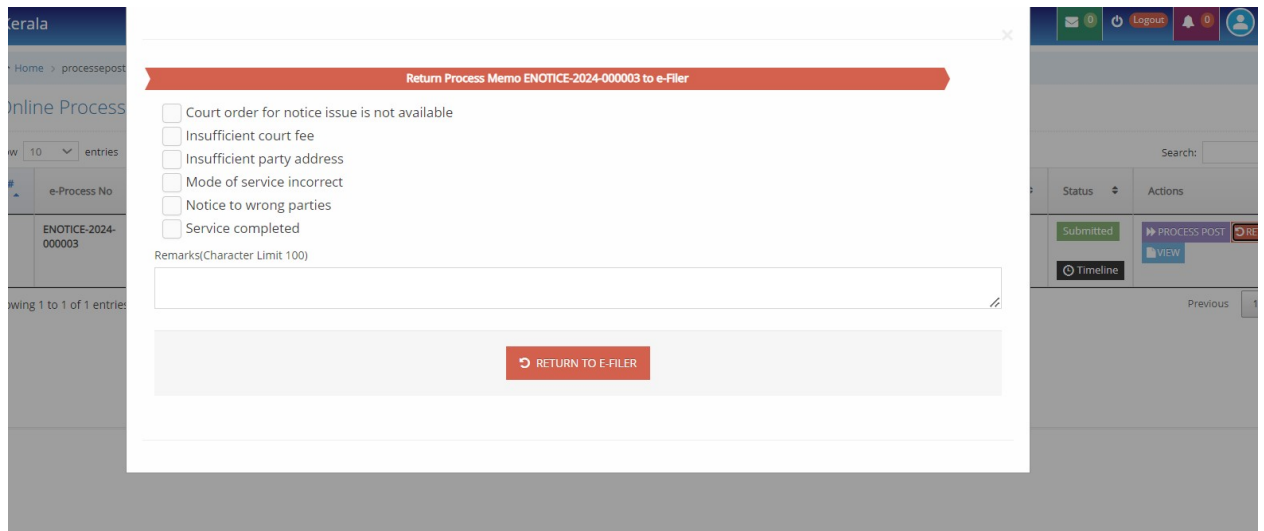 Kerala
0
Logout
0
×
Home > processepost
Return Process Memo ENOTICE-2024-000003 to e-Filer
Online Process
Court order for notice issue is not available
Insufficient court fee
10 entries
Insufficient party address
Search:
Mode of service incorrect
# e-Process No
Status
Actions
Notice to wrong parties
Service completed
ENOTICE-2024-
000003
Submitted
PROCESS POST
VIEW
Timeline
Remarks(Character Limit 100)
1 to 1 of 1 entries
Previous 1
RETURN TO E-FILER